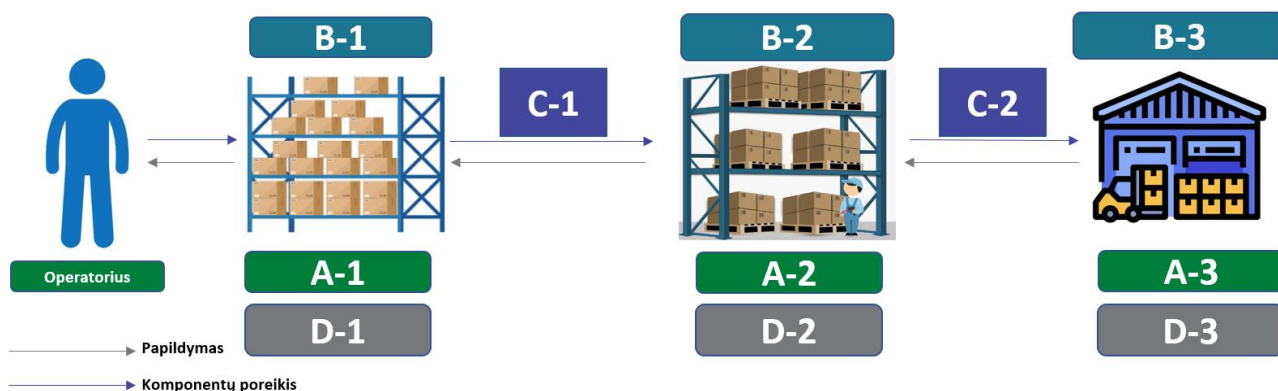 B-1
B-2
B-3
C-1
C-2
Operatorius
A-1
A-2
A-3
D-1
D-2
D-3
Papildymas
Komponentų poreikis